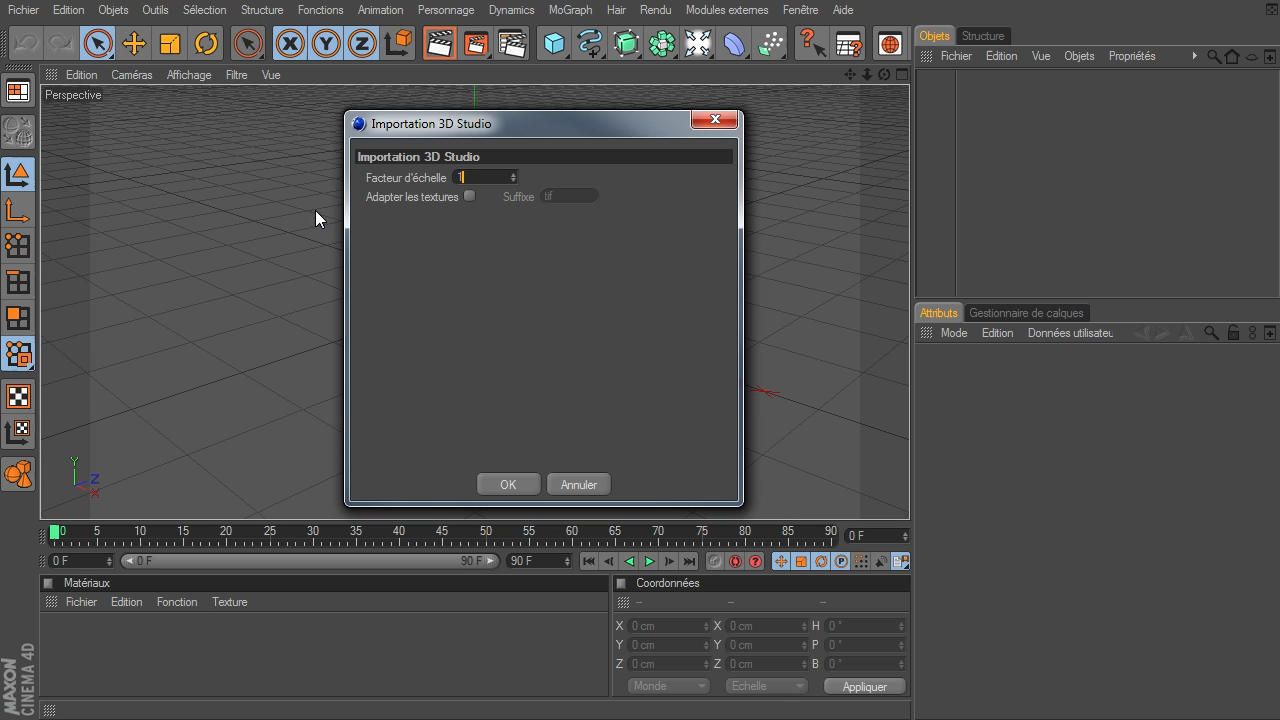 Fichier Edition Objets Outils Sélection Structure Fonctions Animation Personnage Dynamics MoGraph Hair Rendu Modules externes Fenêtre Aide
Objets Structure
Fichier Edition Vue Objets Propriétés
Edition Caméras Affichage Filtre Vue
Perspective
Importation 3D Studio
Importation 3D Studio
Facteur d'échelle 1
Adapter les textures Suffixe tif
OK Annuler
Attributs Gestionnaire de calques
Mode Edition Données utilisateu
Y
Z
X
0 5 10 15 20 25 30 35 40 45 50 55 60 65 70 75 80 85 90 0 F
0 F 0 F 90 F 90 F
Matériaux
Fichier Edition Fonction Texture
Coordonnées
-- -- --
X 0 cm X 0 cm H 0 °
Y 0 cm Y 0 cm P 0 °
Z 0 cm Z 0 cm B 0 °
Monde Echelle Appliquer
MAXON
CINEMA 4D